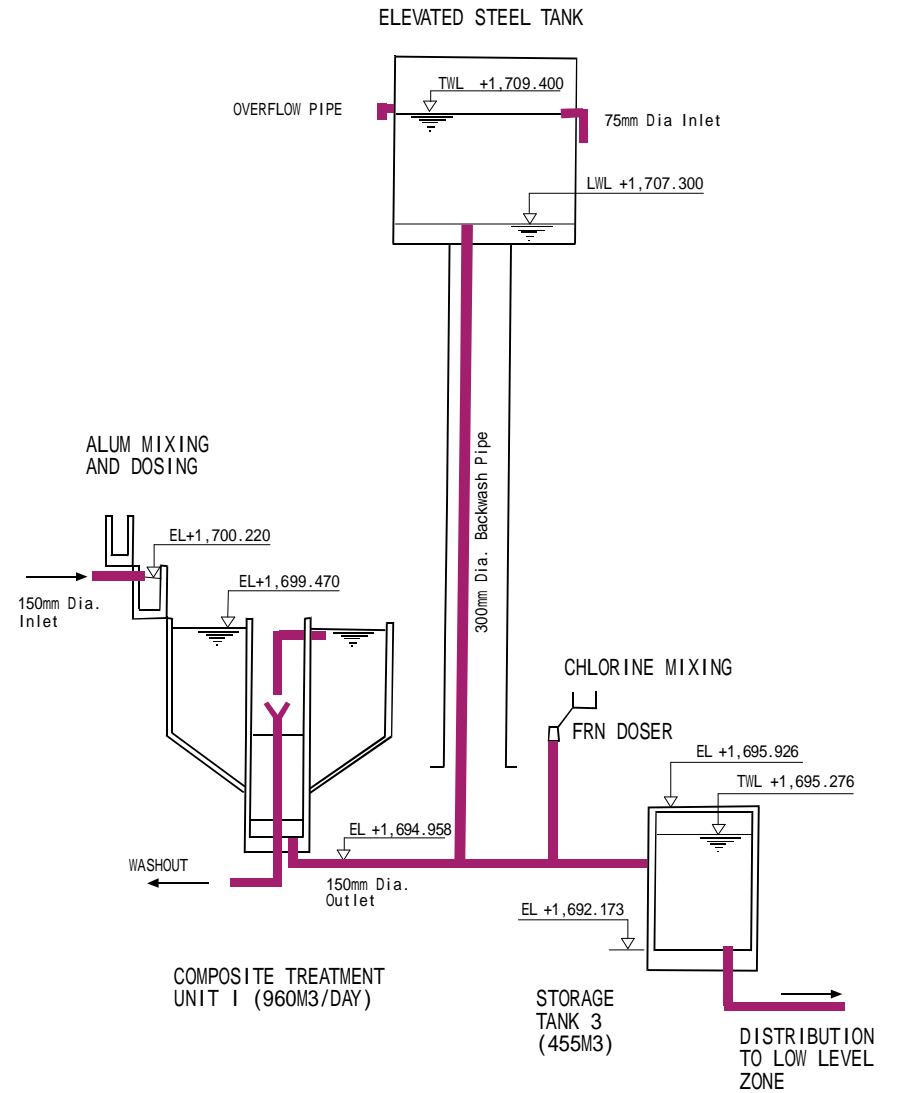 ELEVATED STEEL TANK
TWL +1,709.400
OVERFLOW PIPE
75mm Dia Inlet
LWL +1,707.300
300mm Dia. Backwash Pipe
ALUM MIXING
AND DOSING
EL+1,700.220
EL+1,699.470
150mm Dia.
Inlet
CHLORINE MIXING
FRN DOSER
EL +1,695.926
TWL +1,695.276
EL +1,694.958
WASHOUT
150mm Dia.
Outlet
EL +1,692.173
COMPOSITE TREATMENT
UNIT I (960M3/DAY)
STORAGE
TANK 3
(455M3)
DISTRIBUTION
TO LOW LEVEL
ZONE